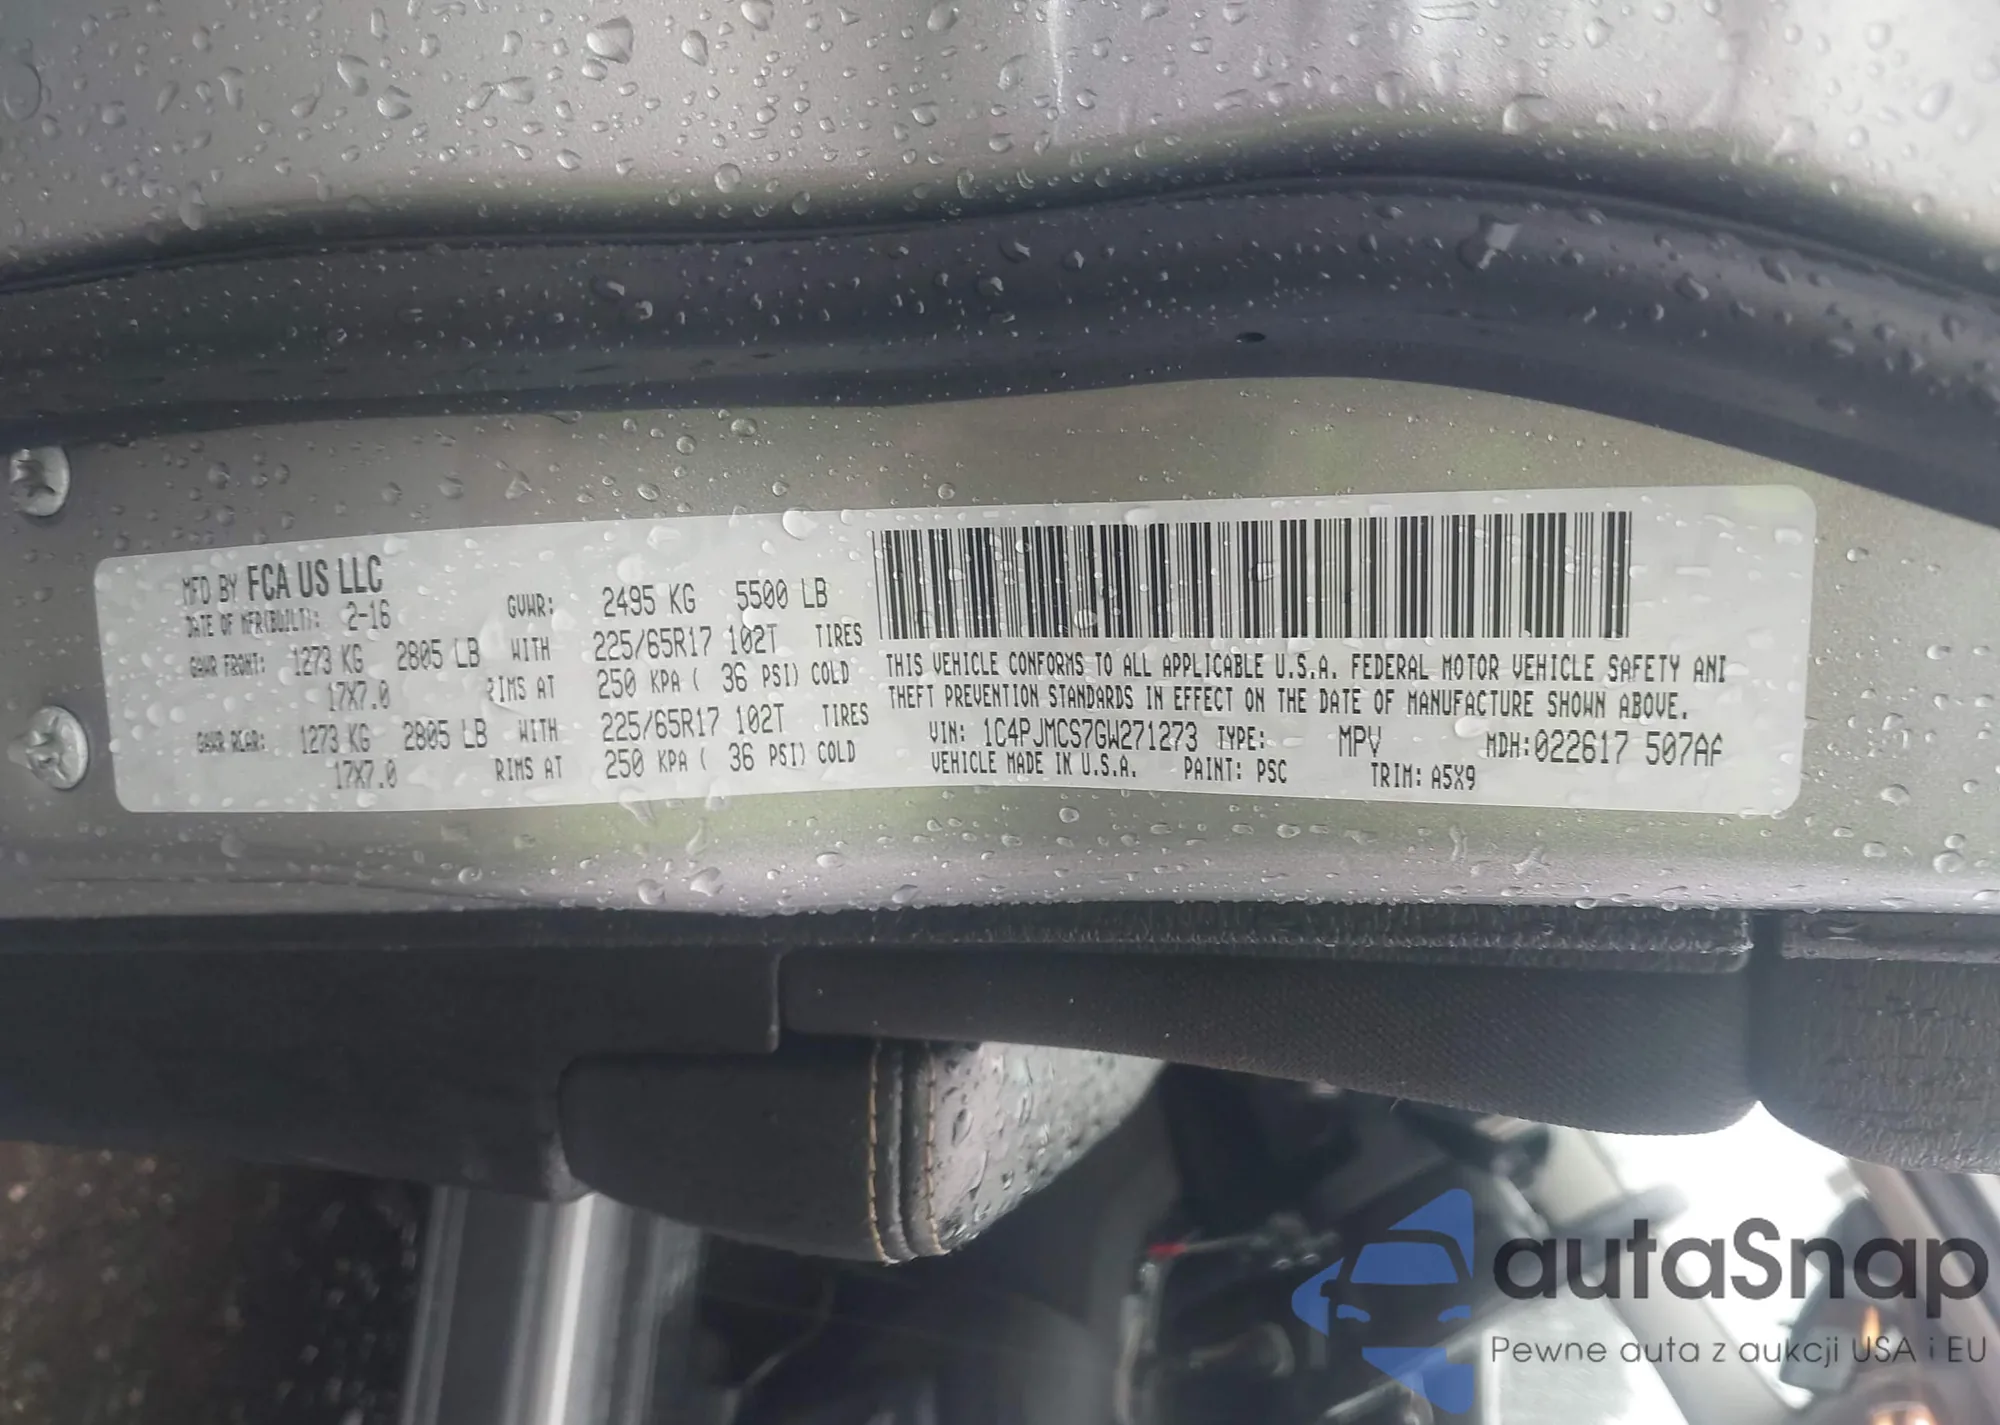 MFD BY FCA US LLC
DATE OF MFR(BUILT): 2-16 GVWR: 2495 KG 5500 LB
GAWR FRONT: 1273 KG 2805 LB WITH 225/65R17 102T TIRES
17X7.0 RIMS AT 250 KPA ( 36 PSI) COLD
GAWR REAR: 1273 KG 2805 LB WITH 225/65R17 102T TIRES
17X7.0 RIMS AT 250 KPA ( 36 PSI) COLD
THIS VEHICLE CONFORMS TO ALL APPLICABLE U.S.A. FEDERAL MOTOR VEHICLE SAFETY AND
THEFT PREVENTION STANDARDS IN EFFECT ON THE DATE OF MANUFACTURE SHOWN ABOVE.
VIN: 1C4PJMCS7GW271273 TYPE: MPV MDH:022617 507AF
VEHICLE MADE IN U.S.A. PAINT: PSC TRIM: A5X9
autaSnap
Pewne auta z aukcji USA i EU